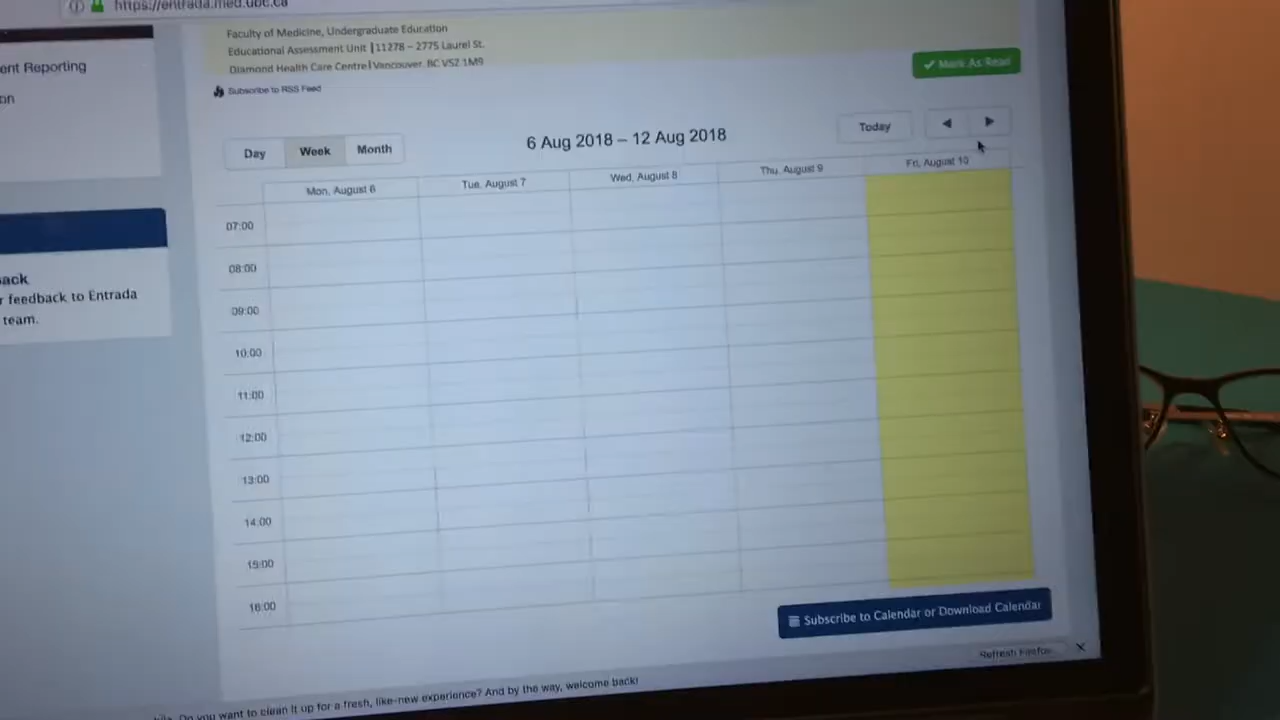 https://entrada.med.ubc.ca
Faculty of Medicine, Undergraduate Education
Educational Assessment Unit | 11278 – 2775 Laurel St.
Diamond Health Care Centre | Vancouver, BC V5Z 1M9
Mark As Read
Subscribe to RSS Feed
ent Reporting
on
Day Week Month
6 Aug 2018 – 12 Aug 2018
Today
Mon, August 6 Tue, August 7 Wed, August 8 Thu, August 9 Fri, August 10
07:00
08:00
09:00
10:00
11:00
12:00
13:00
14:00
15:00
16:00
ack
r feedback to Entrada
team.
Subscribe to Calendar or Download Calendar
Refresh Firefox...
Do you want to clean it up for a fresh, like-new experience? And by the way, welcome back!